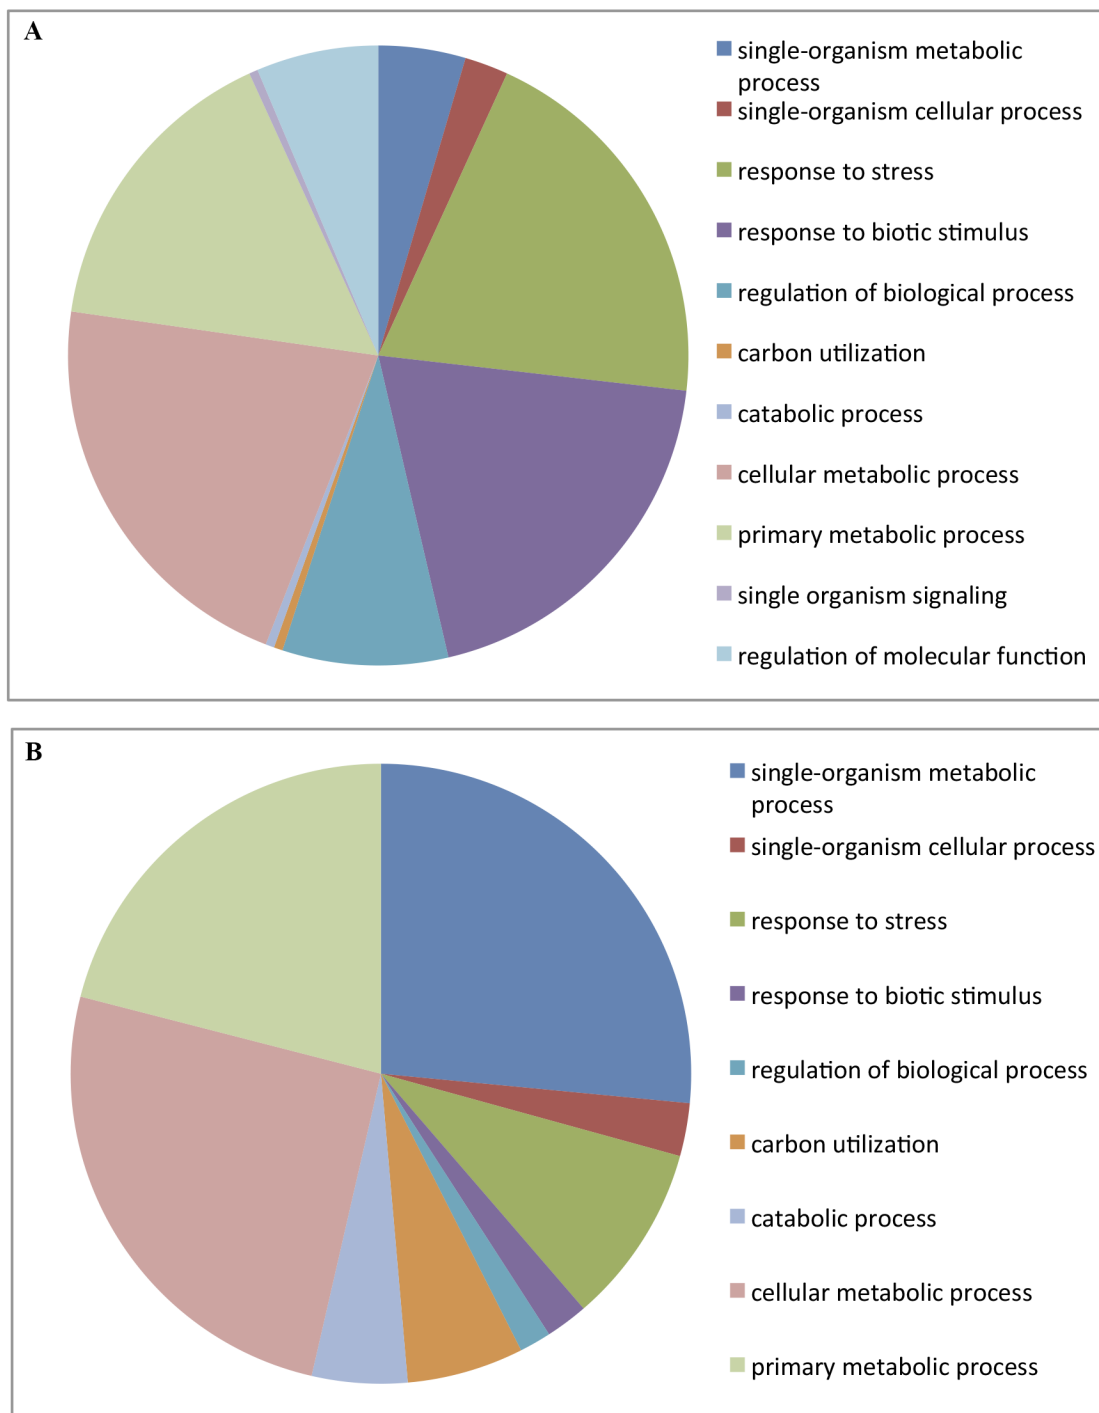 A
single-organism metabolic
process
single-organism cellular process
response to stress
response to biotic stimulus
regulation of biological process
carbon utilization
catabolic process
cellular metabolic process
primary metabolic process
single organism signaling
regulation of molecular function
B
single-organism metabolic
process
single-organism cellular process
response to stress
response to biotic stimulus
regulation of biological process
carbon utilization
catabolic process
cellular metabolic process
primary metabolic process